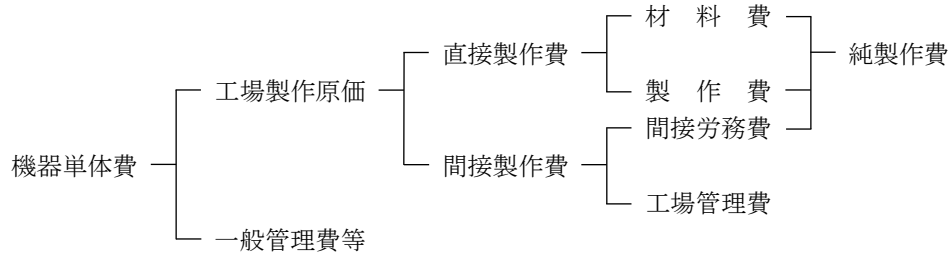 材料費
直接製作費
純製作費
工場製作原価
製作費
間接労務費
機器単体費
間接製作費
工場管理費
一般管理費等